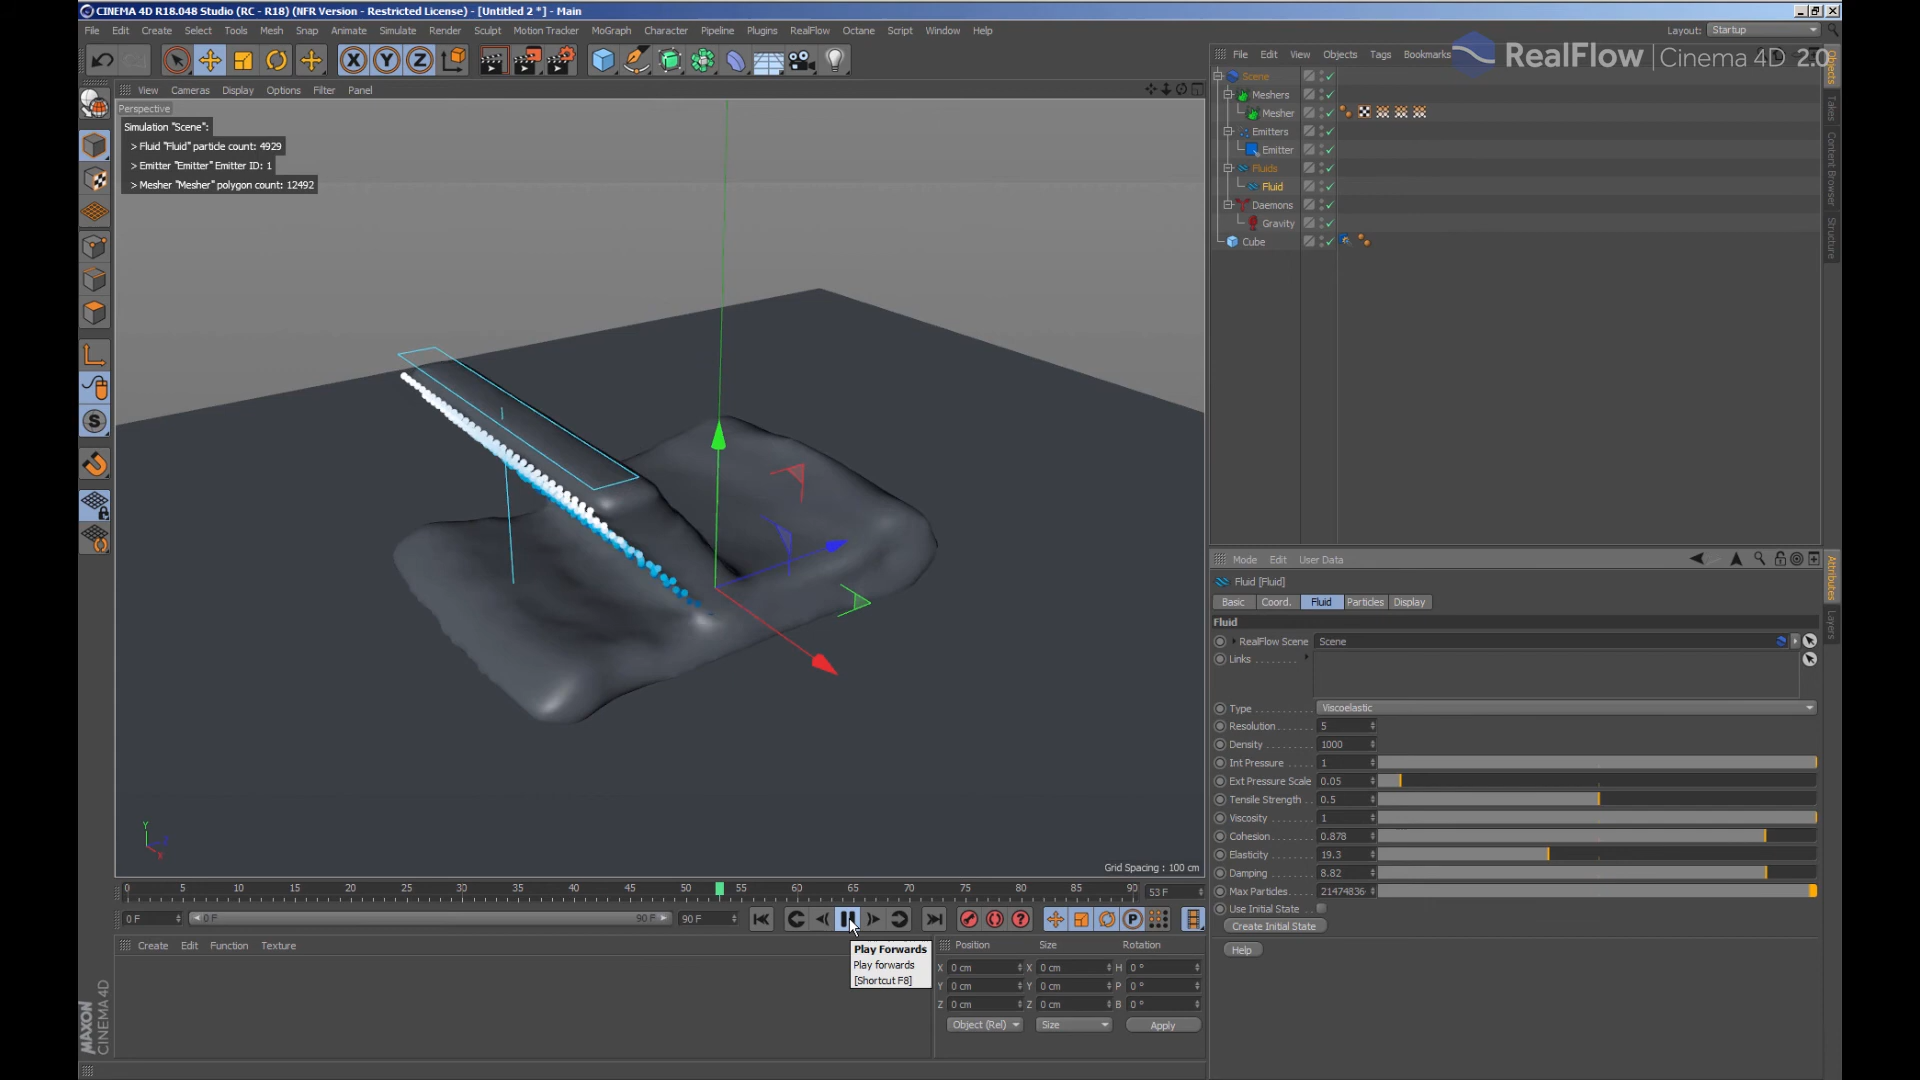 CINEMA 4D R18.048 Studio (RC - R18) (NFR Version - Restricted License) - [Untitled 2 *] - Main
File Edit Create Select Tools Mesh Snap Animate Simulate Render Sculpt Motion Tracker MoGraph Character Pipeline Plugins RealFlow Octane Script Window Help
Layout: Startup
RealFlow | Cinema 4D 2.0
File Edit View Objects Tags Bookmarks
View Cameras Display Options Filter Panel
Perspective
Simulation "Scene":
> Fluid "Fluid" particle count: 4929
> Emitter "Emitter" Emitter ID: 1
> Mesher "Mesher" polygon count: 12492
Y
X
Grid Spacing : 100 cm
Scene
Meshers
Mesher
Emitters
Emitter
Fluids
Fluid
Daemons
Gravity
Cube
Objects
Takes
Content Browser
Structure
Mode Edit User Data
Fluid [Fluid]
Basic Coord. Fluid Particles Display
Fluid
RealFlow Scene Scene
Links
Type Viscoelastic
Resolution 5
Density 1000
Int Pressure 1
Ext Pressure Scale 0.05
Tensile Strength 0.5
Viscosity 1
Cohesion 0.878
Elasticity 19.3
Damping 8.82
Max Particles 21474836
Use Initial State
Create Initial State
Help
Attributes
Layers
0 5 10 15 20 25 30 35 40 45 50 55 60 65 70 75 80 85 90
53 F
0 F 0 F 90 F 90 F
Play Forwards
Play forwards
[Shortcut F8]
Create Edit Function Texture
Position Size Rotation
X 0 cm X 0 cm H 0 °
Y 0 cm Y 0 cm P 0 °
Z 0 cm Z 0 cm B 0 °
Object (Rel) Size Apply
MAXON
CINEMA 4D